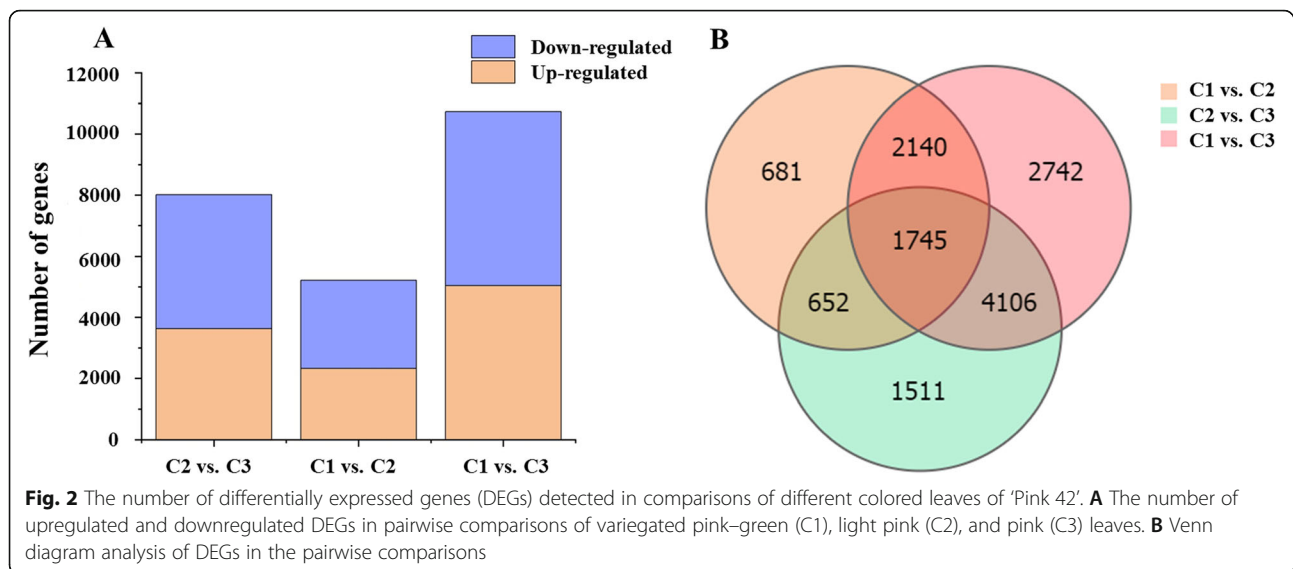 A
Down-regulated
Up-regulated
Number of genes
12000
10000
8000
6000
4000
2000
0
C2 vs. C3
C1 vs. C2
C1 vs. C3
B
C1 vs. C2
C2 vs. C3
C1 vs. C3
681
2140
2742
1745
652
4106
1511
Fig. 2 The number of differentially expressed genes (DEGs) detected in comparisons of different colored leaves of ‘Pink 42’. A The number of
upregulated and downregulated DEGs in pairwise comparisons of variegated pink–green (C1), light pink (C2), and pink (C3) leaves. B Venn
diagram analysis of DEGs in the pairwise comparisons